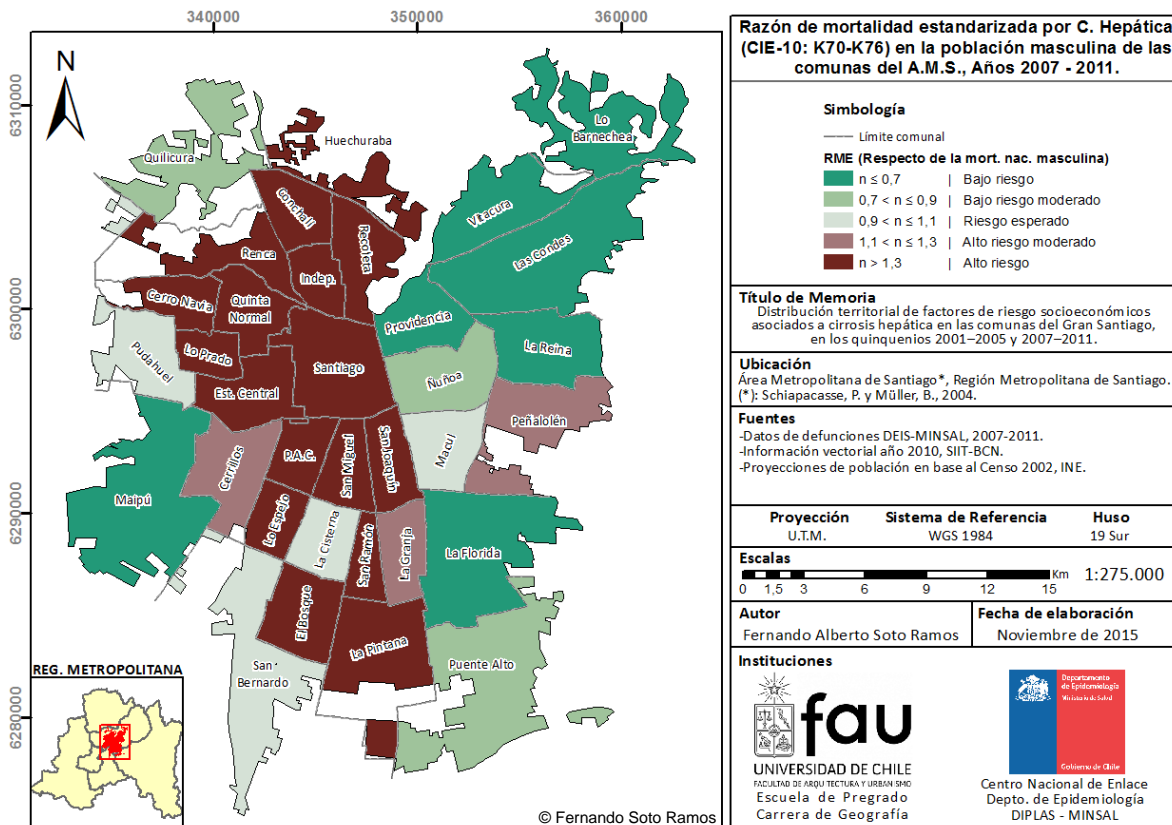 340000
350000
360000
6310000
6300000
6290000
6280000
N
Lo
Barnechea
Huechuraba
Quilicura
Conchalí
Vitacura
Recoleta
Las Condes
Renca
Indep.
Cerro Navia
Quinta
Normal
Providencia
La Reina
Pudahuel
Lo Prado
Santiago
Ñuñoa
Est. Central
Peñalolén
Macul
P.A.C.
San Miguel
San Joaquín
Cerrillos
Maipú
Lo Espejo
La Cisterna
San Ramón
La Granja
La Florida
El Bosque
La Pintana
San
Bernardo
Puente Alto
REG. METROPOLITANA
© Fernando Soto Ramos
Razón de mortalidad estandarizada por C. Hepática
(CIE-10: K70-K76) en la población masculina de las
comunas del A.M.S., Años 2007 - 2011.
Simbología
Límite comunal
RME (Respecto de la mort. nac. masculina)
n ≤ 0,7 | Bajo riesgo
0,7 < n ≤ 0,9 | Bajo riesgo moderado
0,9 < n ≤ 1,1 | Riesgo esperado
1,1 < n ≤ 1,3 | Alto riesgo moderado
n > 1,3 | Alto riesgo
Título de Memoria
Distribución territorial de factores de riesgo socioeconómicos
asociados a cirrosis hepática en las comunas del Gran Santiago,
en los quinquenios 2001–2005 y 2007–2011.
Ubicación
Área Metropolitana de Santiago*, Región Metropolitana de Santiago.
(*): Schiapacasse, P. y Müller, B., 2004.
Fuentes
-Datos de defunciones DEIS-MINSAL, 2007-2011.
-Información vectorial año 2010, SIIT-BCN.
-Proyecciones de población en base al Censo 2002, INE.
Proyección Sistema de Referencia Huso
U.T.M. WGS 1984 19 Sur
Escalas
Km 1:275.000
0 1,5 3 6 9 12 15
Autor
Fernando Alberto Soto Ramos
Fecha de elaboración
Noviembre de 2015
Instituciones
fau
UNIVERSIDAD DE CHILE
FACULTAD DE ARQUITECTURA Y URBANISMO
Escuela de Pregrado
Carrera de Geografía
Departamento
de Epidemiología
Ministerio de Salud
Gobierno de Chile
Centro Nacional de Enlace
Depto. de Epidemiología
DIPLAS - MINSAL